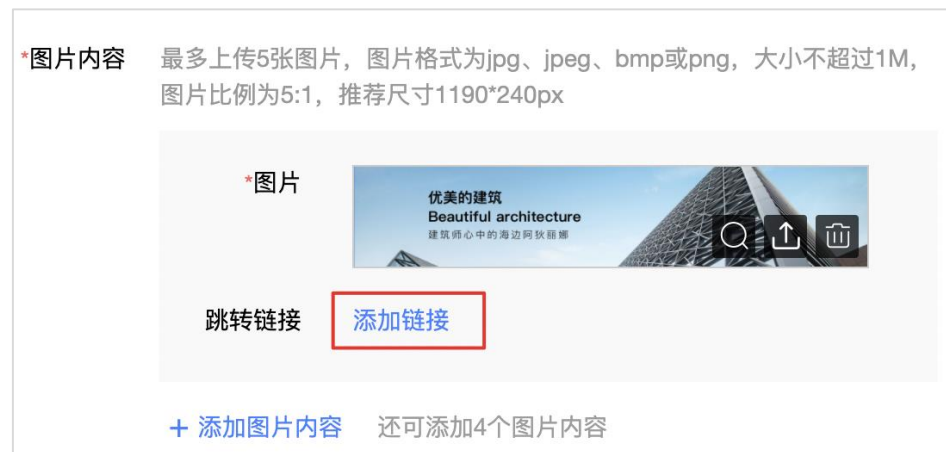 *图片内容 最多上传5张图片，图片格式为jpg、jpeg、bmp或png，大小不超过1M，
图片比例为5:1，推荐尺寸1190*240px
*图片
优美的建筑
Beautiful architecture
建筑师心中的海边阿狄丽娜
跳转链接 添加链接
+ 添加图片内容 还可添加4个图片内容